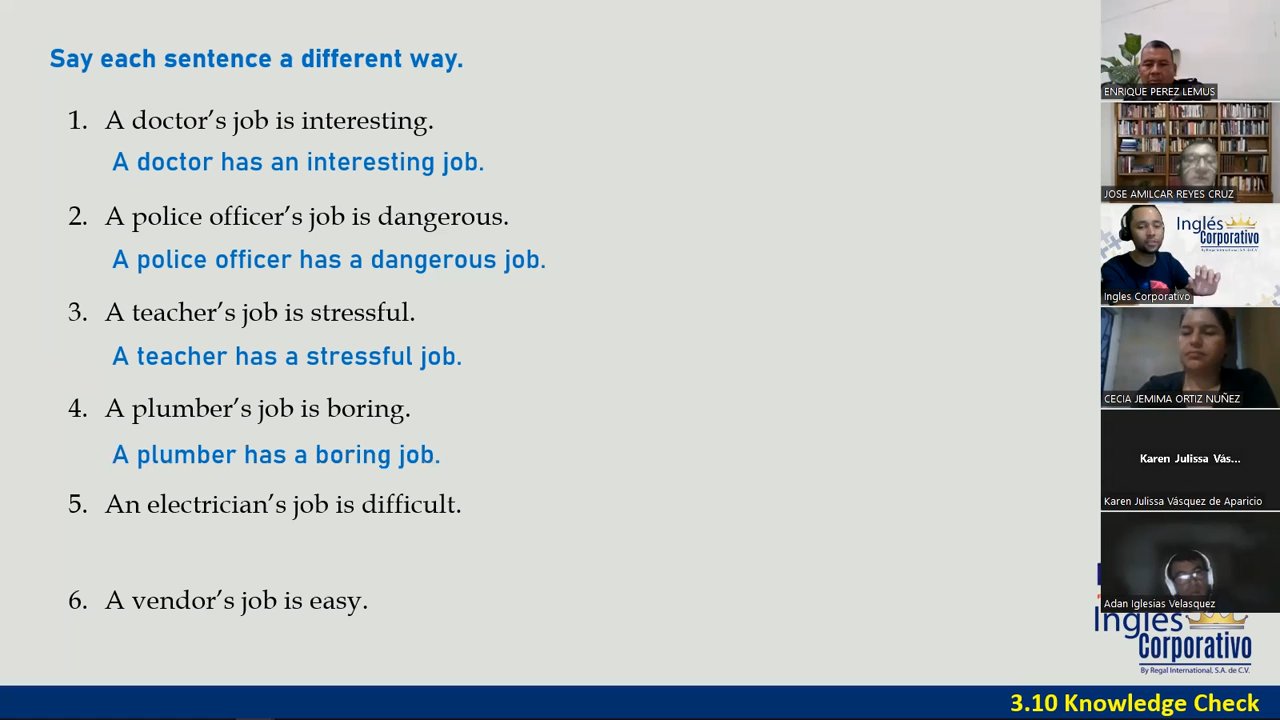 Say each sentence a different way.
1. A doctor’s job is interesting.
A doctor has an interesting job.
2. A police officer’s job is dangerous.
A police officer has a dangerous job.
3. A teacher’s job is stressful.
A teacher has a stressful job.
4. A plumber’s job is boring.
A plumber has a boring job.
5. An electrician’s job is difficult.
6. A vendor’s job is easy.
ENRIQUE PEREZ LEMUS
JOSE AMILCAR REYES CRUZ
Inglés
Corporativo
Ingles Corporativo
CECIA JEMIMA ORTIZ NUÑEZ
Karen Julissa Vás...
Karen Julissa Vásquez de Aparicio
Adan Iglesias Velasquez
Inglés
Corporativo
By Regal International, S.A. de C.V.
3.10 Knowledge Check